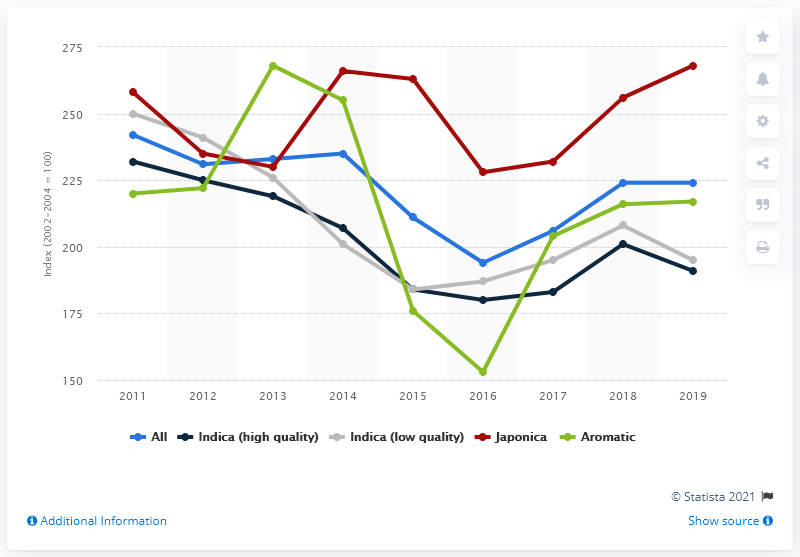 275
250
225
200
175
150
Index (2002-2004 = 100)
2011 2012 2013 2014 2015 2016 2017 2018 2019
All Indica (high quality) Indica (low quality) Japonica Aromatic
© Statista 2021
Additional Information Show source